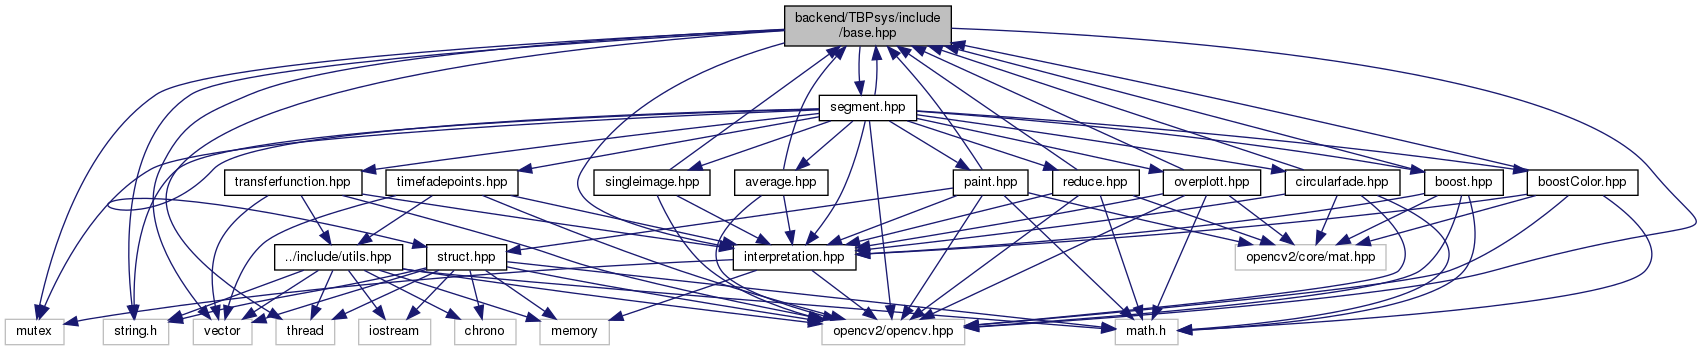 backend/TBPsys/include
/base.hpp
segment.hpp
transferfunction.hpp
timefadepoints.hpp
singleimage.hpp
average.hpp
paint.hpp
reduce.hpp
overplott.hpp
circularfade.hpp
boost.hpp
boostColor.hpp
../include/utils.hpp
struct.hpp
interpretation.hpp
opencv2/core/mat.hpp
mutex
string.h
vector
thread
iostream
chrono
memory
opencv2/opencv.hpp
math.h